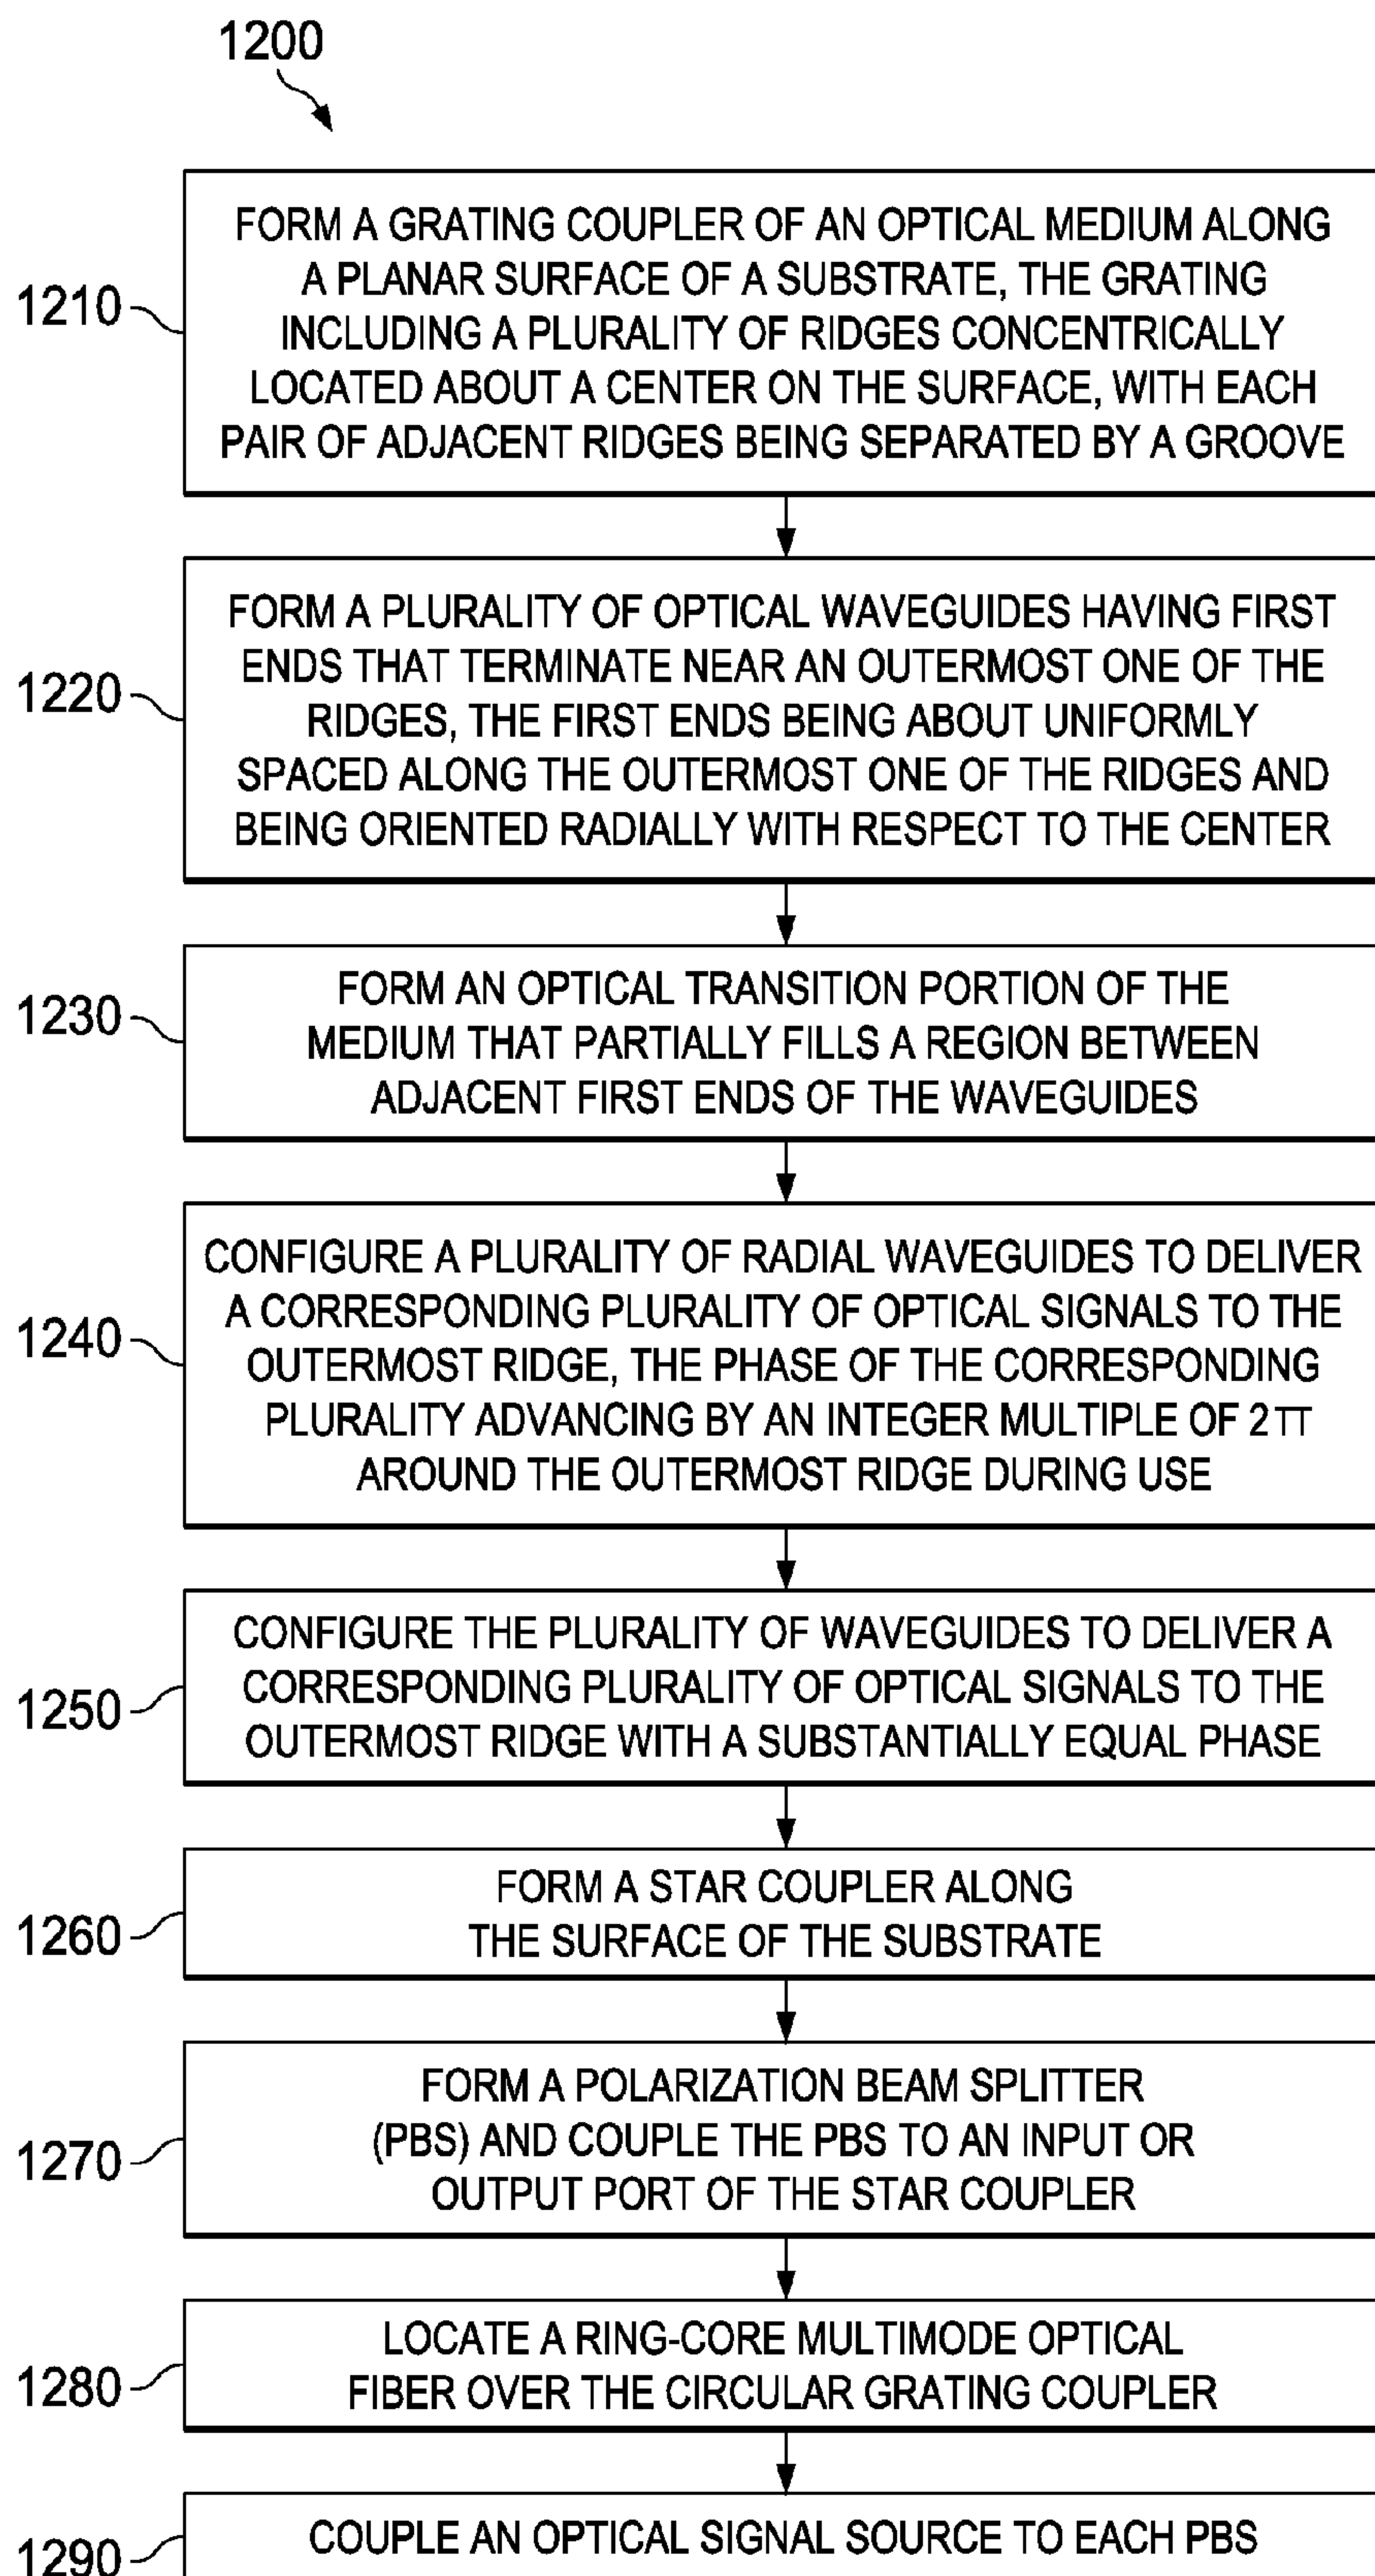 1200
1210
FORM A GRATING COUPLER OF AN OPTICAL MEDIUM ALONG
A PLANAR SURFACE OF A SUBSTRATE, THE GRATING
INCLUDING A PLURALITY OF RIDGES CONCENTRICALLY
LOCATED ABOUT A CENTER ON THE SURFACE, WITH EACH
PAIR OF ADJACENT RIDGES BEING SEPARATED BY A GROOVE
1220
FORM A PLURALITY OF OPTICAL WAVEGUIDES HAVING FIRST
ENDS THAT TERMINATE NEAR AN OUTERMOST ONE OF THE
RIDGES, THE FIRST ENDS BEING ABOUT UNIFORMLY
SPACED ALONG THE OUTERMOST ONE OF THE RIDGES AND
BEING ORIENTED RADIALLY WITH RESPECT TO THE CENTER
1230
FORM AN OPTICAL TRANSITION PORTION OF THE
MEDIUM THAT PARTIALLY FILLS A REGION BETWEEN
ADJACENT FIRST ENDS OF THE WAVEGUIDES
1240
CONFIGURE A PLURALITY OF RADIAL WAVEGUIDES TO DELIVER
A CORRESPONDING PLURALITY OF OPTICAL SIGNALS TO THE
OUTERMOST RIDGE, THE PHASE OF THE CORRESPONDING
PLURALITY ADVANCING BY AN INTEGER MULTIPLE OF 2π
AROUND THE OUTERMOST RIDGE DURING USE
1250
CONFIGURE THE PLURALITY OF WAVEGUIDES TO DELIVER A
CORRESPONDING PLURALITY OF OPTICAL SIGNALS TO THE
OUTERMOST RIDGE WITH A SUBSTANTIALLY EQUAL PHASE
1260
FORM A STAR COUPLER ALONG
THE SURFACE OF THE SUBSTRATE
1270
FORM A POLARIZATION BEAM SPLITTER
(PBS) AND COUPLE THE PBS TO AN INPUT OR
OUTPUT PORT OF THE STAR COUPLER
1280
LOCATE A RING-CORE MULTIMODE OPTICAL
FIBER OVER THE CIRCULAR GRATING COUPLER
1290
COUPLE AN OPTICAL SIGNAL SOURCE TO EACH PBS